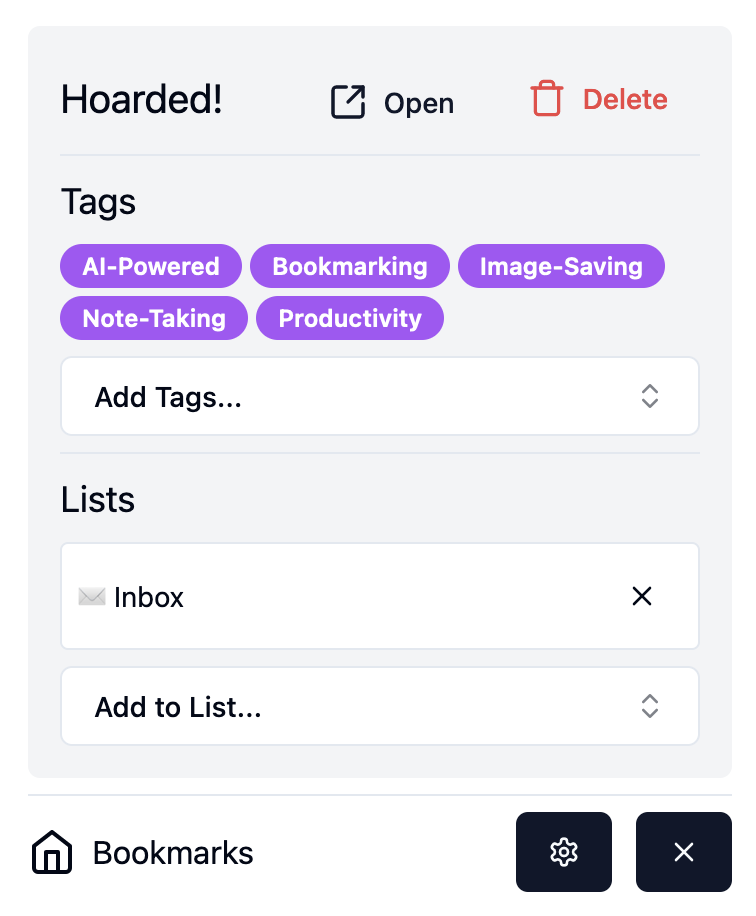 Hoarded! Open Delete
Tags
AI-Powered Bookmarking Image-Saving
Note-Taking Productivity
Add Tags...
Lists
Inbox
Add to List...
Bookmarks